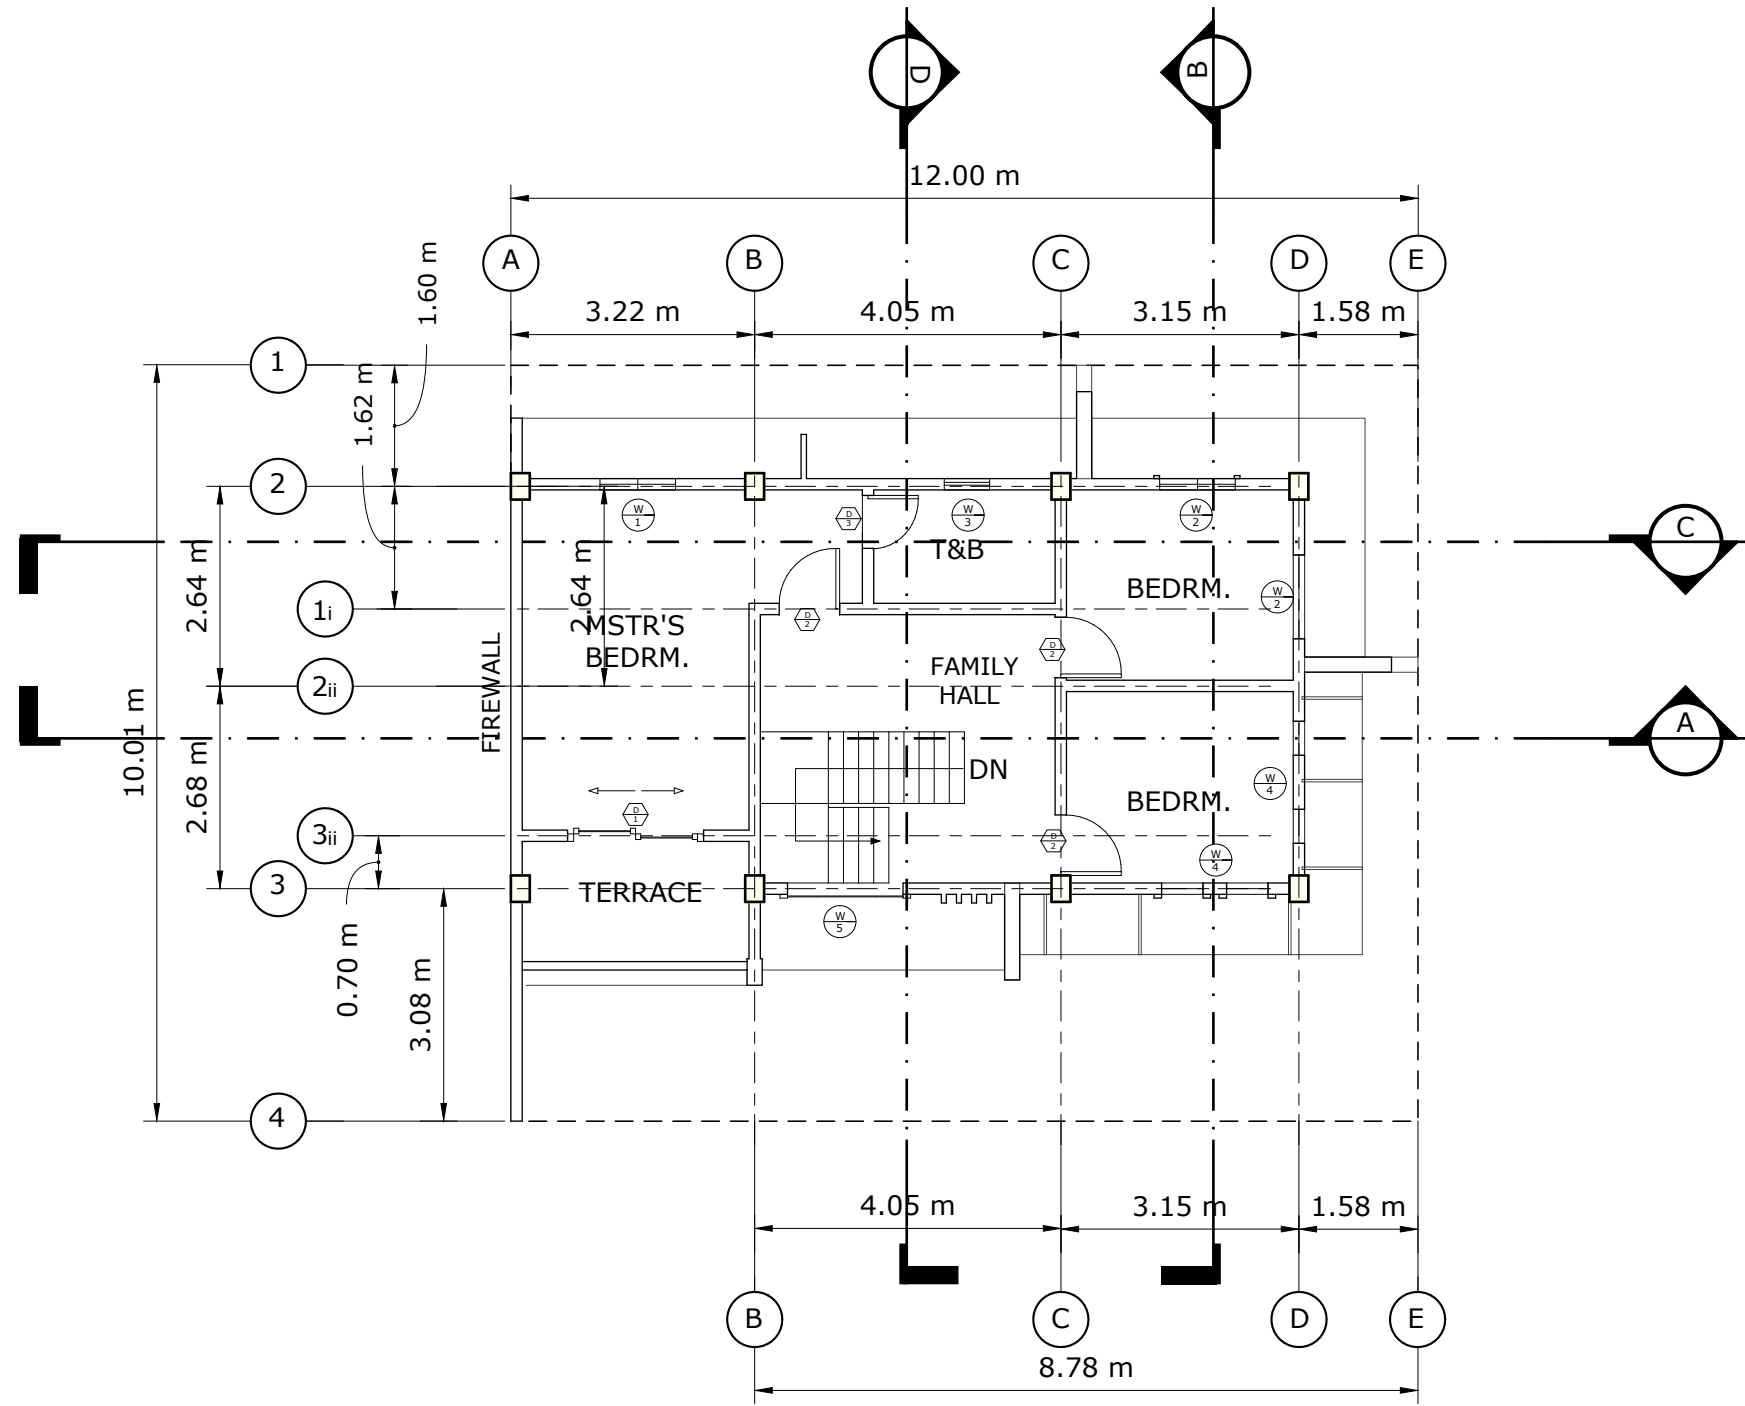 D
B
12.00 m
A
B
C
D
E
1.60 m
3.22 m
4.05 m
3.15 m
1.58 m
1
1.62 m
2
W
1
D
3
W
3
W
2
C
2.64 m
2.64 m
T&B
BEDRM.
W
2
1i
D
2
MSTR'S
BEDRM.
D
2
FAMILY
HALL
FIREWALL
2ii
10.01 m
2.68 m
A
DN
W
4
BEDRM.
D
1
3ii
D
2
W
4
3
TERRACE
W
5
0.70 m
3.08 m
4
4.05 m
3.15 m
1.58 m
B
C
D
E
8.78 m